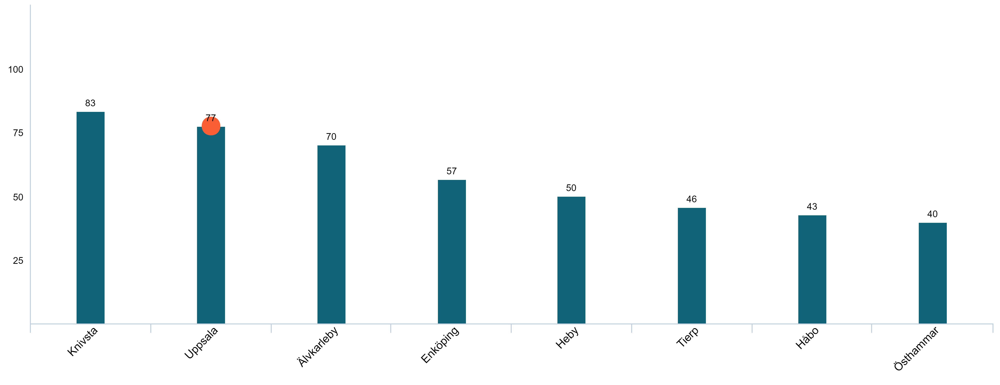 100
75
50
25
83
77
70
57
50
46
43
40
Knivsta
Uppsala
Älvkarleby
Enköping
Heby
Tierp
Håbo
Östhammar